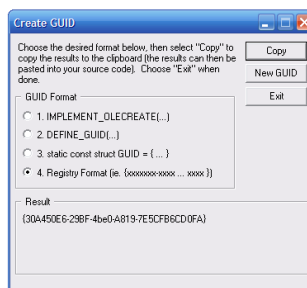 Create GUID
Choose the desired format below, then select "Copy" to
copy the results to the clipboard (the results can then be
pasted into your source code). Choose "Exit" when
done.
Copy
New GUID
Exit
GUID Format
1. IMPLEMENT_OLECREATE(...)
2. DEFINE_GUID(...)
3. static const struct GUID = { ... }
4. Registry Format (ie. {xxxxxxx-xxxx ... xxxx })
Result
{30A450E6-29BF-4be0-A819-7E5CFB6CD0FA}